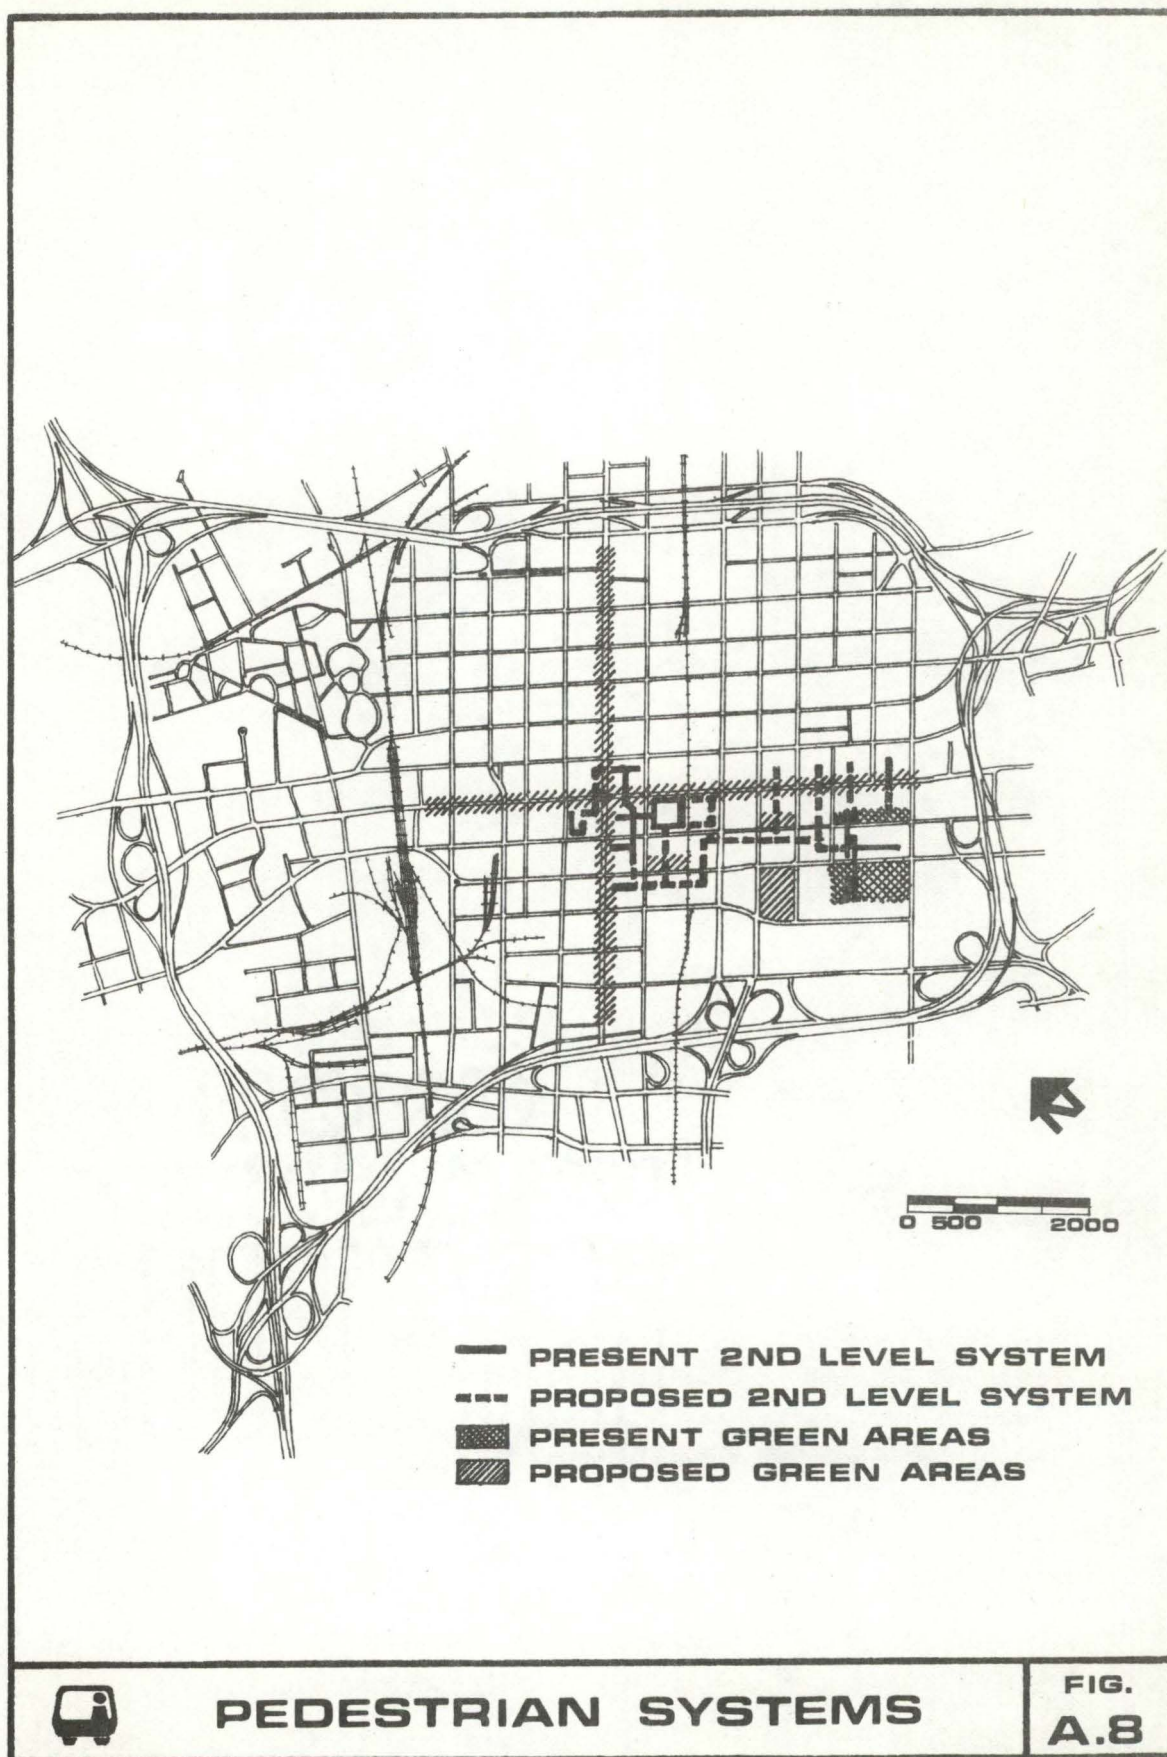 0 500 2000
PRESENT 2ND LEVEL SYSTEM
PROPOSED 2ND LEVEL SYSTEM
PRESENT GREEN AREAS
PROPOSED GREEN AREAS
PEDESTRIAN SYSTEMS
FIG.
A.8